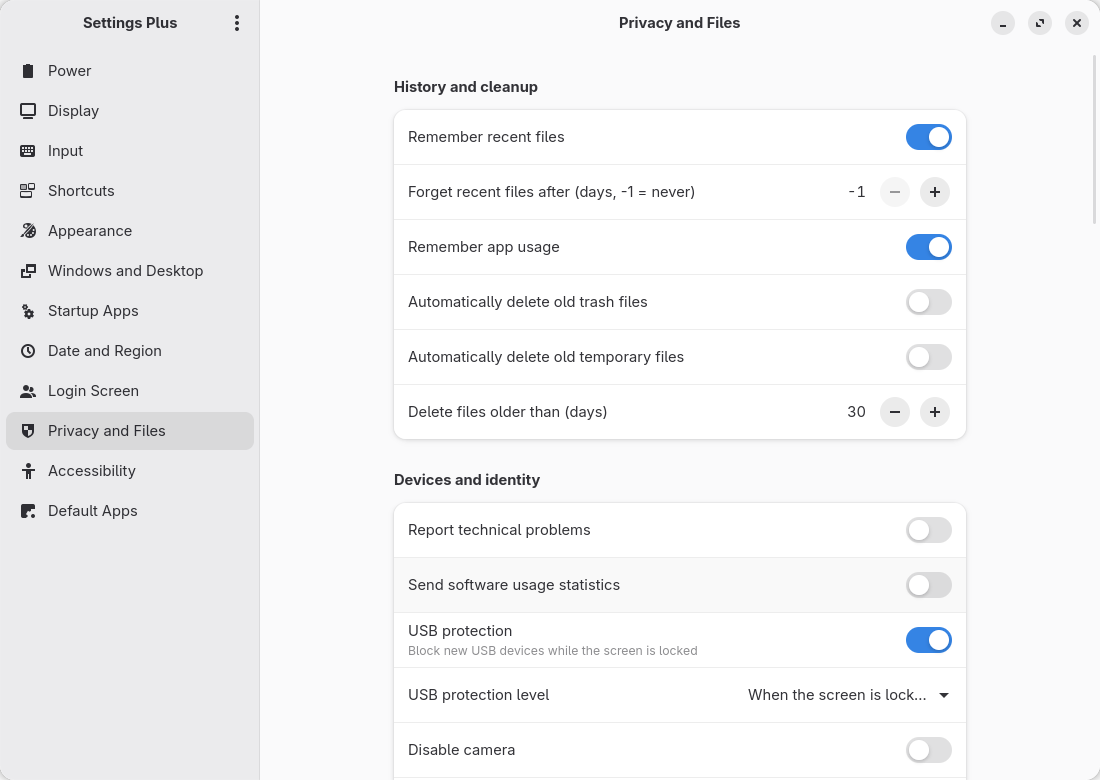 Settings Plus
Privacy and Files
Power
Display
Input
Shortcuts
Appearance
Windows and Desktop
Startup Apps
Date and Region
Login Screen
Privacy and Files
Accessibility
Default Apps
History and cleanup
Remember recent files
Forget recent files after (days, -1 = never) -1
Remember app usage
Automatically delete old trash files
Automatically delete old temporary files
Delete files older than (days) 30
Devices and identity
Report technical problems
Send software usage statistics
USB protection
Block new USB devices while the screen is locked
USB protection level When the screen is lock...
Disable camera